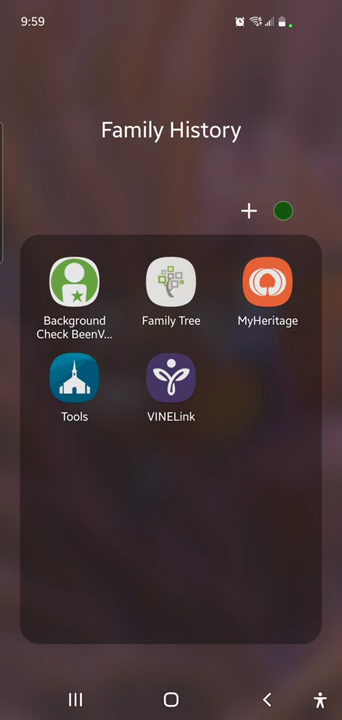 9:59
Family History
Background
Check BeenV...
Family Tree
MyHeritage
Tools
VINELink